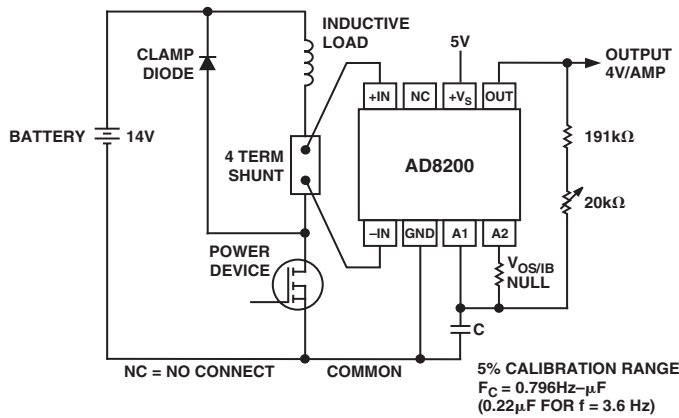 INDUCTIVE
LOAD
CLAMP
DIODE
5V
OUTPUT
4V/AMP
+IN
NC
+VS
OUT
BATTERY
14V
4 TERM
SHUNT
AD8200
191kΩ
20kΩ
–IN
GND
A1
A2
POWER
DEVICE
VOS/IB
NULL
C
NC = NO CONNECT
COMMON
5% CALIBRATION RANGE
FC = 0.796Hz–μF
(0.22μF FOR f = 3.6 Hz)